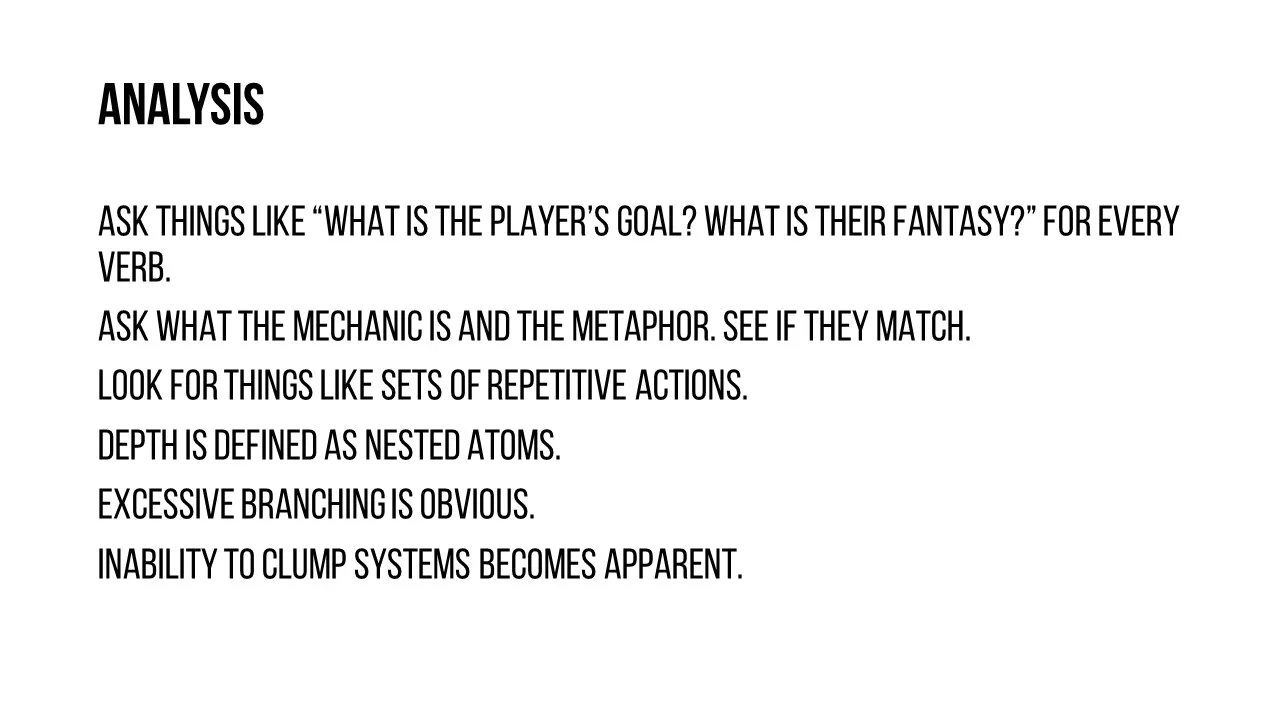 ANALYSIS
ASK THINGS LIKE “WHAT IS THE PLAYER’S GOAL? WHAT IS THEIR FANTASY?” FOR EVERY
VERB.
ASK WHAT THE MECHANIC IS AND THE METAPHOR. SEE IF THEY MATCH.
LOOK FOR THINGS LIKE SETS OF REPETITIVE ACTIONS.
DEPTH IS DEFINED AS NESTED ATOMS.
EXCESSIVE BRANCHING IS OBVIOUS.
INABILITY TO CLUMP SYSTEMS BECOMES APPARENT.